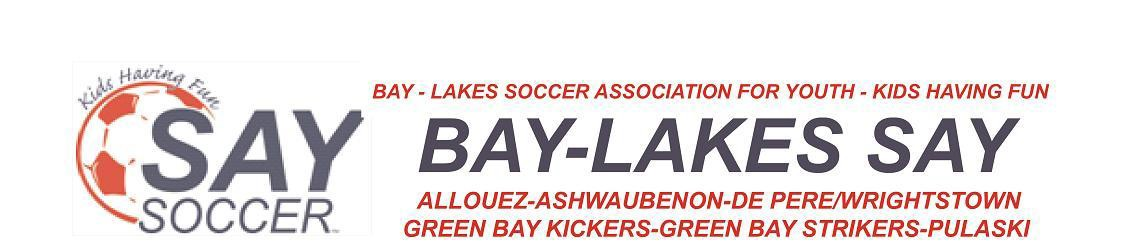 Kids Having Fun
SAY
SOCCER™
BAY - LAKES SOCCER ASSOCIATION FOR YOUTH - KIDS HAVING FUN
BAY-LAKES SAY
ALLOUEZ-ASHWAUBENON-DE PERE/WRIGHTSTOWN
GREEN BAY KICKERS-GREEN BAY STRIKERS-PULASKI